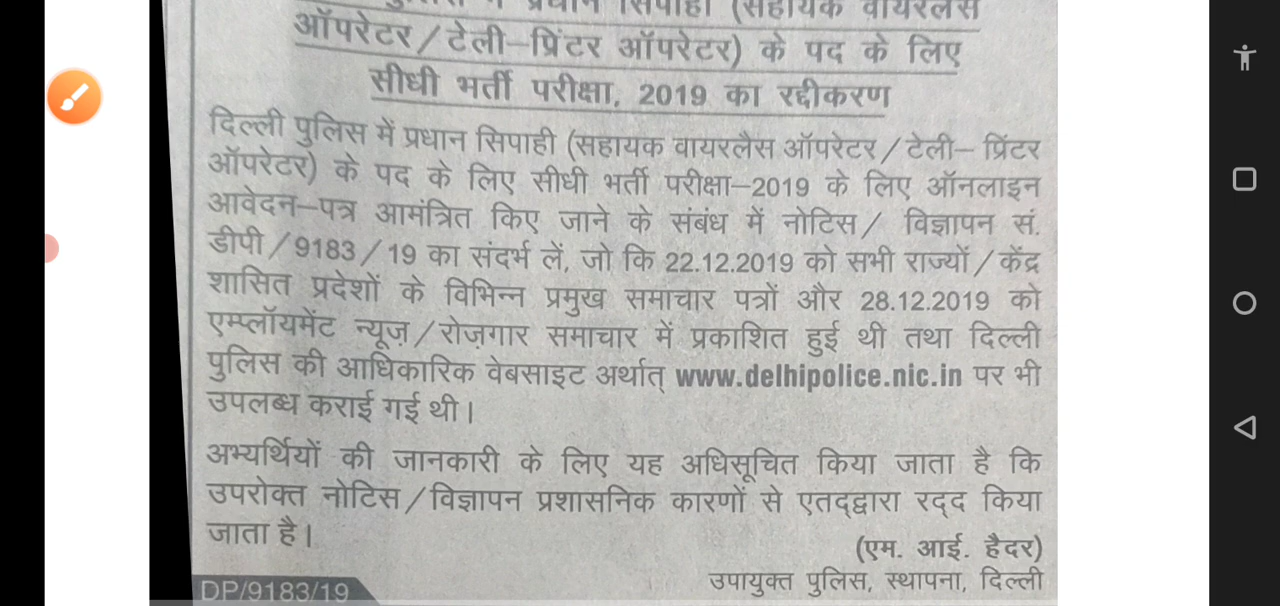 पुलिस में प्रधान सिपाही (सहायक वायरलैस
ऑपरेटर/टेली–प्रिंटर ऑपरेटर) के पद के लिए
सीधी भर्ती परीक्षा, 2019 का रद्दीकरण
दिल्ली पुलिस में प्रधान सिपाही (सहायक वायरलैस ऑपरेटर/टेली– प्रिंटर
ऑपरेटर) के पद के लिए सीधी भर्ती परीक्षा–2019 के लिए ऑनलाइन
आवेदन–पत्र आमंत्रित किए जाने के संबंध में नोटिस/ विज्ञापन सं.
डीपी/9183/19 का संदर्भ लें, जो कि 22.12.2019 को सभी राज्यों/केंद्र
शासित प्रदेशों के विभिन्न प्रमुख समाचार पत्रों और 28.12.2019 को
एम्प्लॉयमेंट न्यूज़/रोज़गार समाचार में प्रकाशित हुई थी तथा दिल्ली
पुलिस की आधिकारिक वेबसाइट अर्थात् www.delhipolice.nic.in पर भी
उपलब्ध कराई गई थी।
अभ्यर्थियों की जानकारी के लिए यह अधिसूचित किया जाता है कि
उपरोक्त नोटिस/विज्ञापन प्रशासनिक कारणों से एतद्द्वारा रद्द किया
जाता है।
(एम. आई. हैदर)
उपायुक्त पुलिस, स्थापना, दिल्ली
DP/9183/19